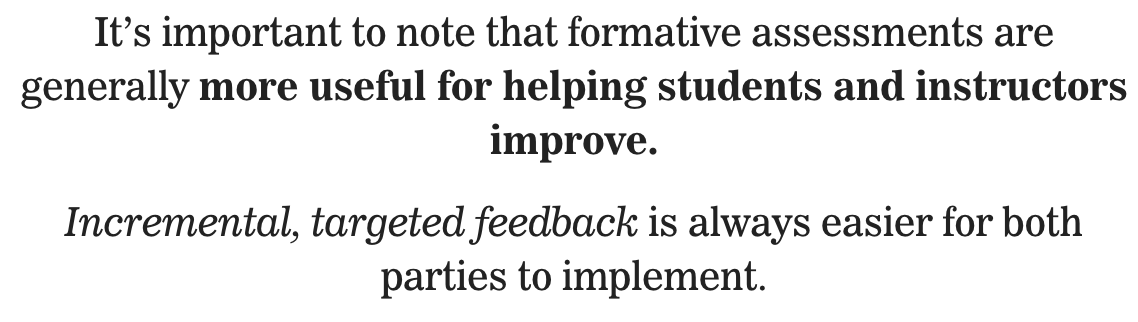 It’s important to note that formative assessments are
generally more useful for helping students and instructors
improve.
Incremental, targeted feedback is always easier for both
parties to implement.